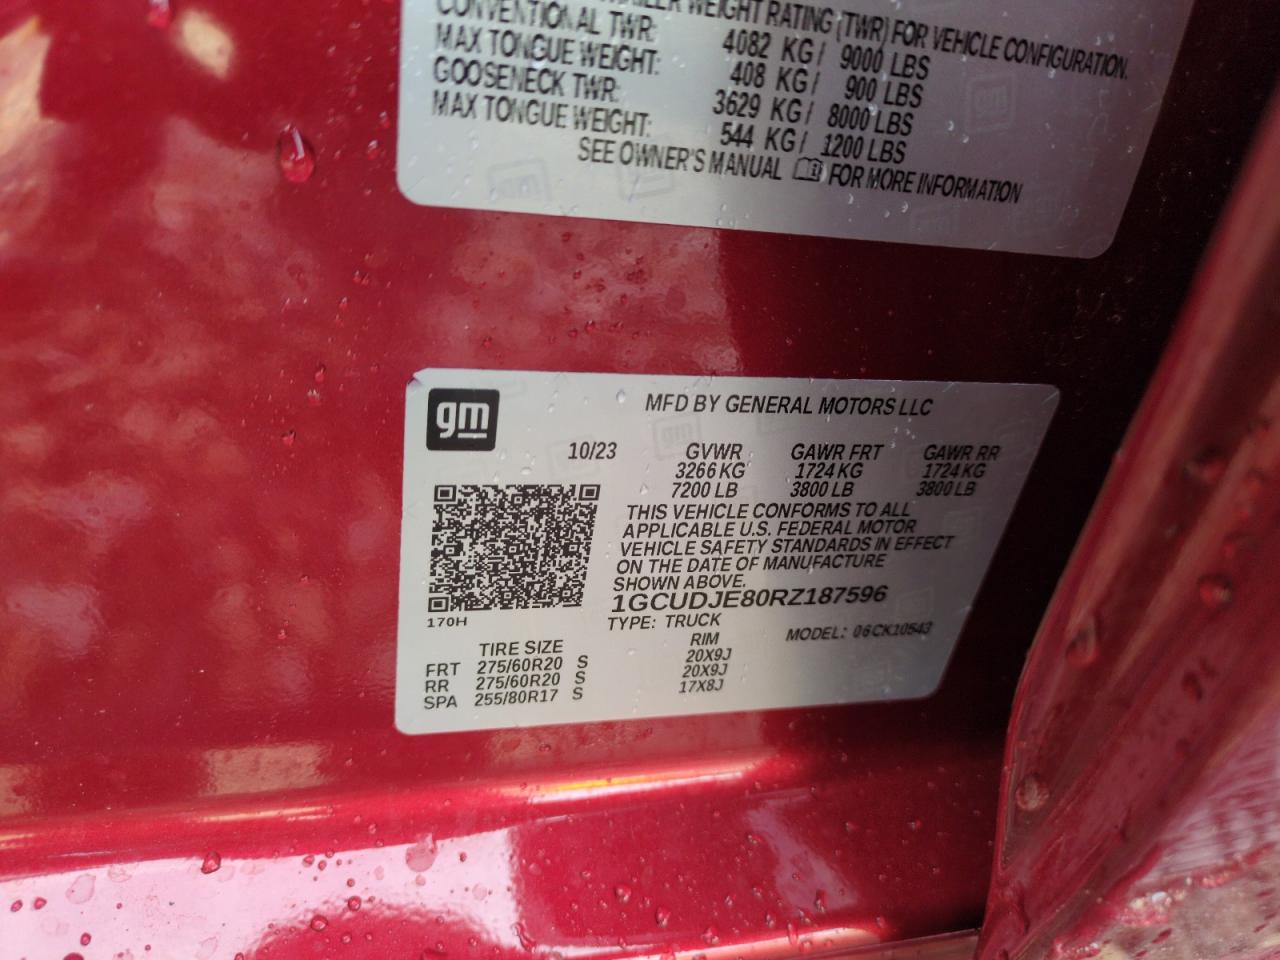 TRAILER WEIGHT RATING (TWR) FOR VEHICLE CONFIGURATION.
CONVENTIONAL TWR: 4082 KG/ 9000 LBS
MAX TONGUE WEIGHT: 408 KG/ 900 LBS
GOOSENECK TWR: 3629 KG/ 8000 LBS
MAX TONGUE WEIGHT: 544 KG/ 1200 LBS
SEE OWNER'S MANUAL FOR MORE INFORMATION
gm
MFD BY GENERAL MOTORS LLC
10/23 GVWR GAWR FRT GAWR RR
3266 KG 1724 KG 1724 KG
7200 LB 3800 LB 3800 LB
THIS VEHICLE CONFORMS TO ALL
APPLICABLE U.S. FEDERAL MOTOR
VEHICLE SAFETY STANDARDS IN EFFECT
ON THE DATE OF MANUFACTURE
SHOWN ABOVE.
1GCUDJE80RZ187596
170H
TYPE: TRUCK MODEL: 06CK10543
TIRE SIZE RIM
FRT 275/60R20 S 20X9J
RR 275/60R20 S 20X9J
SPA 255/80R17 S 17X8J